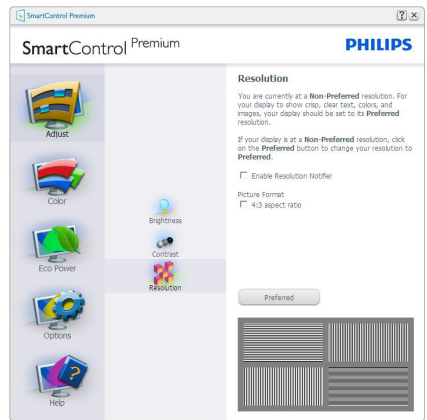 SmartControl Premium
SmartControl Premium
PHILIPS
Adjust
Color
Eco Power
Options
Help
Brightness
Contrast
Resolution
Resolution
You are currently at a Non-Preferred resolution. For
your display to show crisp, clear text, colors, and
images, your display should be set to its Preferred
resolution.
If your display is at a Non-Preferred resolution, click
on the Preferred button to change your resolution to
Preferred.
Enable Resolution Notifier
Picture Format
4:3 aspect ratio
Preferred